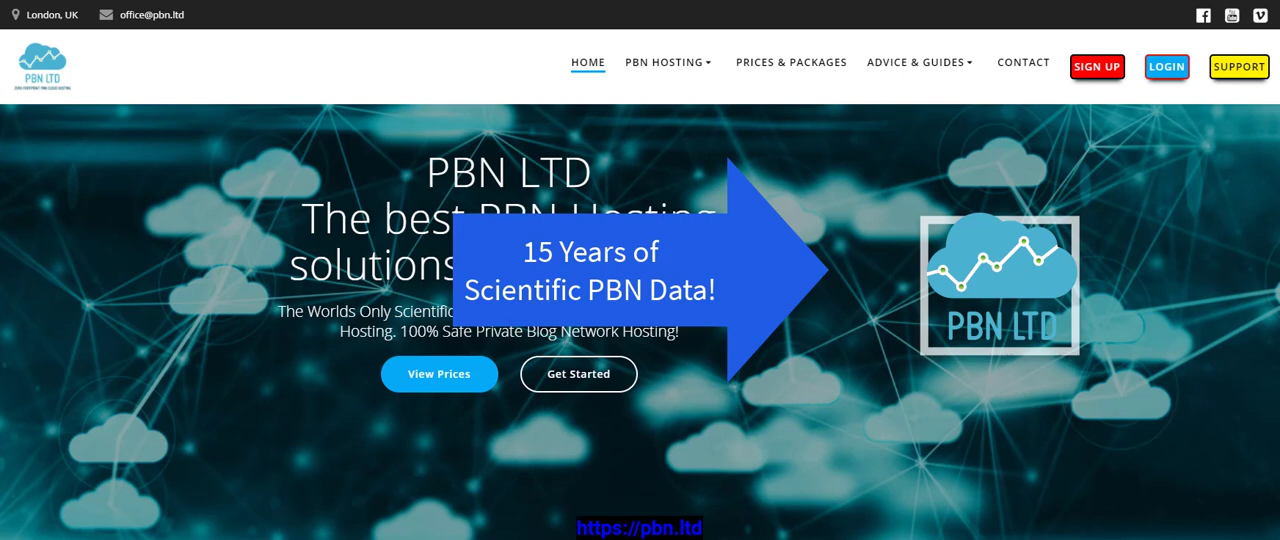 London, UK
office@pbn.ltd
PBN LTD
HOME
PBN HOSTING
PRICES & PACKAGES
ADVICE & GUIDES
CONTACT
SIGN UP
LOGIN
SUPPORT
PBN LTD
The best PBN Hosting
solutions
15 Years of
Scientific PBN Data!
The Worlds Only Scientific
Hosting. 100% Safe Private Blog Network Hosting!
View Prices
Get Started
PBN LTD
https://pbn.ltd